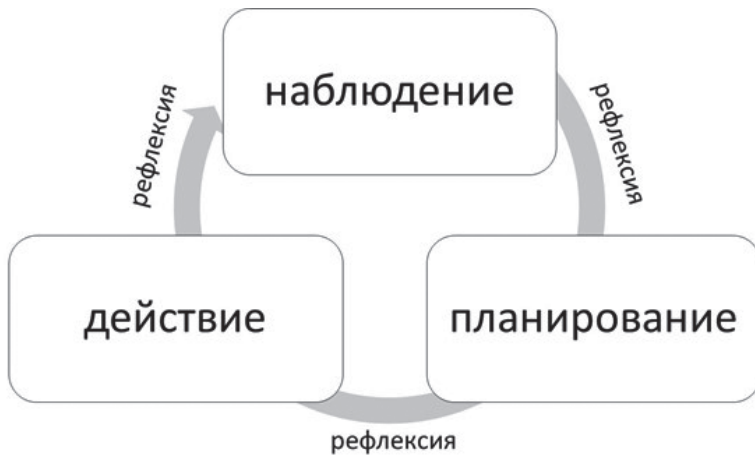 наблюдение
рефлексия
рефлексия
действие
планирование
рефлексия